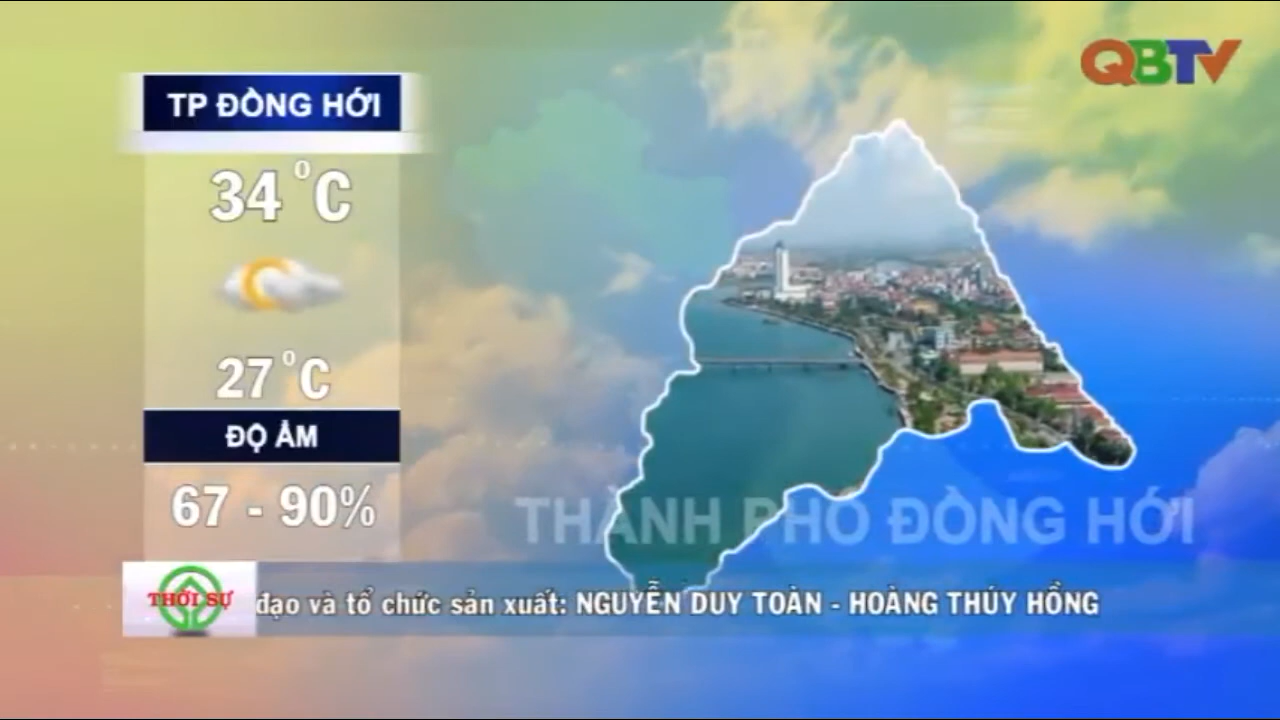 QBTV
TP ĐỒNG HỚI
34°C
27°C
ĐỘ ẨM
67 - 90%
THÀNH PHỐ ĐỒNG HỚI
THỜI SỰ
đạo và tổ chức sản xuất: NGUYỄN DUY TOÀN - HOÀNG THÚY HỒNG